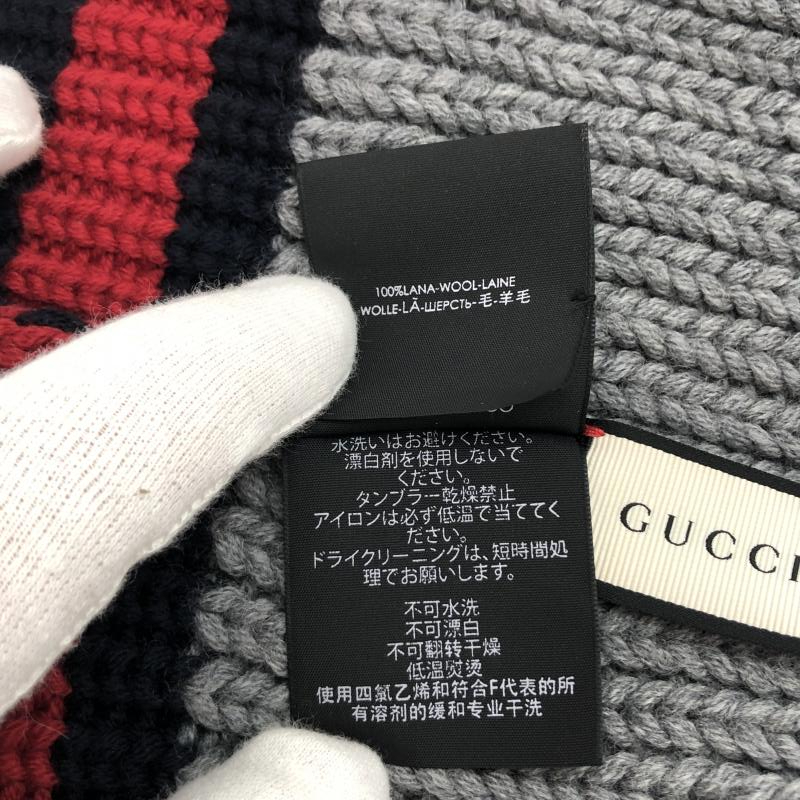 100%LANA-WOOL-LAINE
WOLLE-LÃ-ШЕРСТЬ-毛-羊毛
水洗いはお避けください。
漂白剤を使用しないで
ください。
タンブラー乾燥禁止
アイロンは必ず低温で当ててく
ださい。
ドライクリーニングは、短時間処
理でお願いします。
不可水洗
不可漂白
不可翻转干燥
低温熨烫
使用四氯乙烯和符合F代表的所
有溶剂的缓和专业干洗
GUCCI